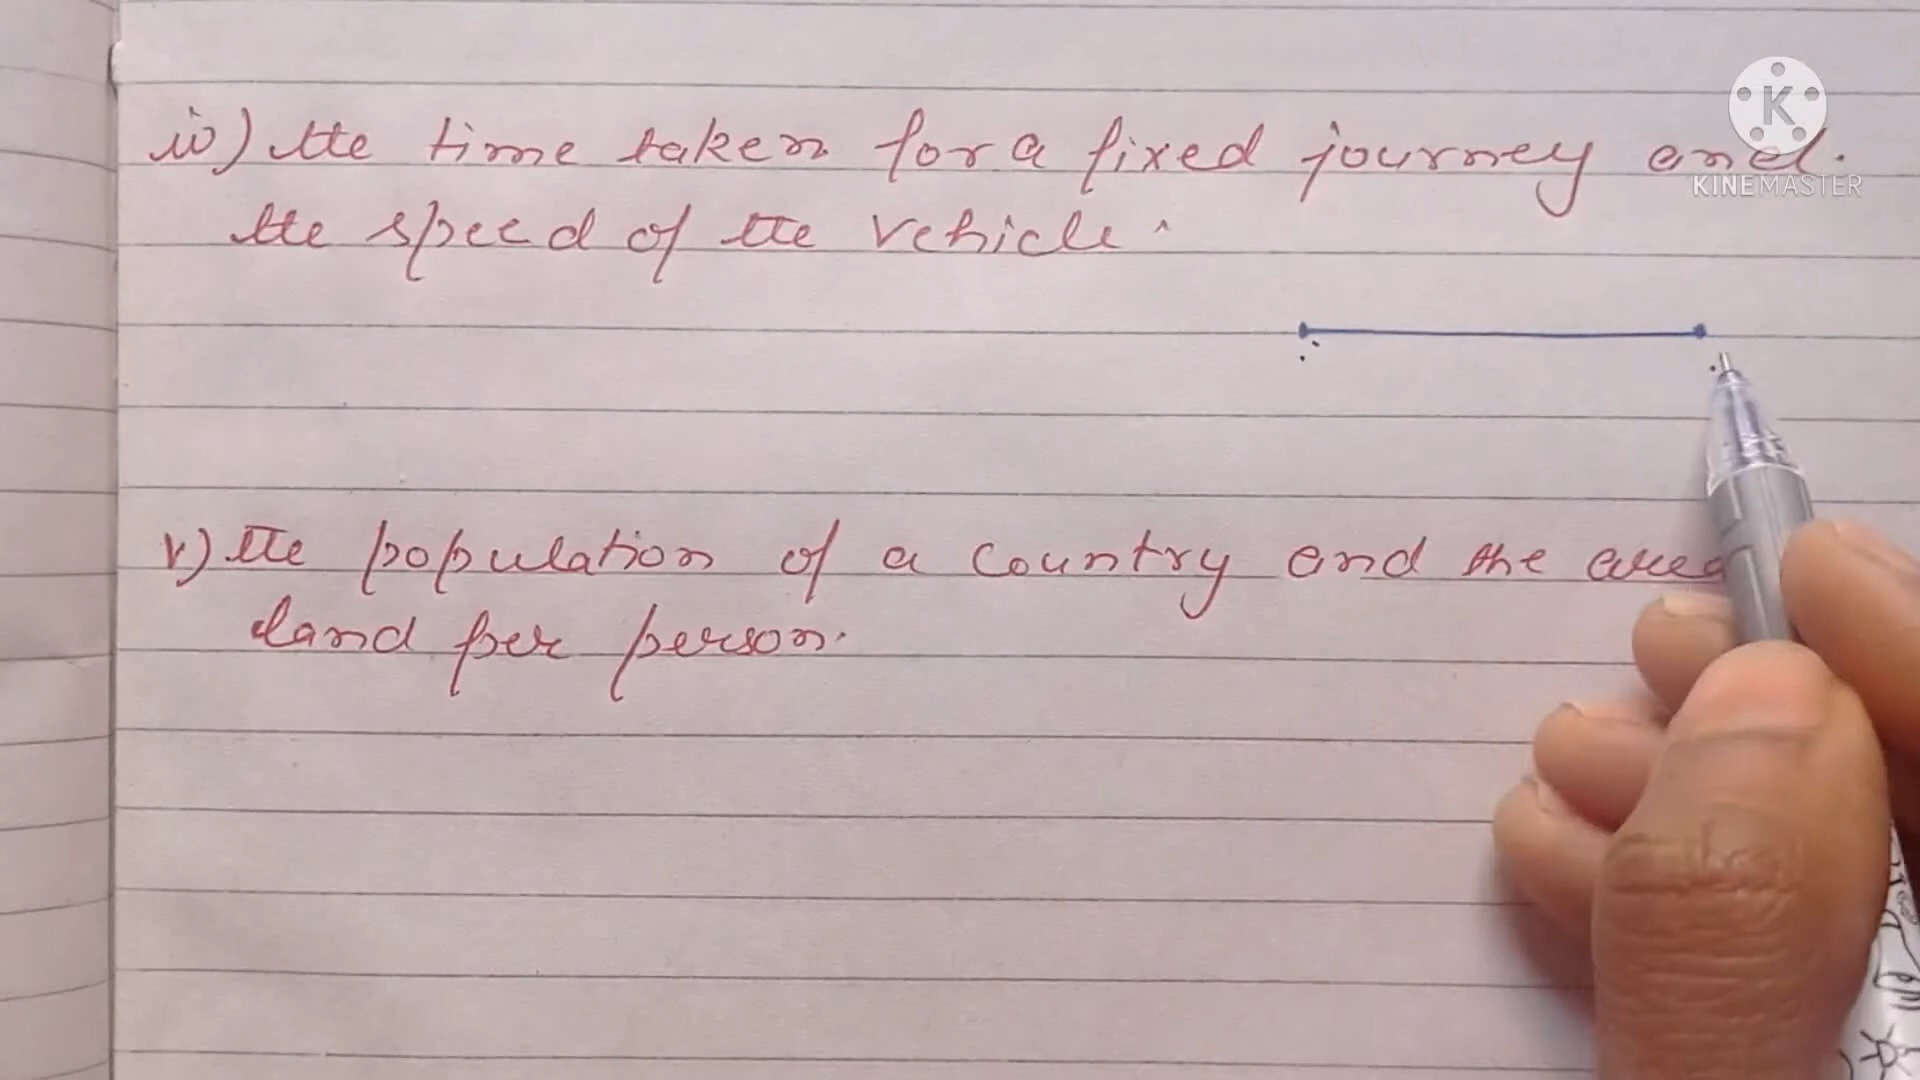 iv) the time taken for a fixed journey and.
the speed of the vehicle.
v) the population of a country and the area
land per person.
K
KINEMASTER